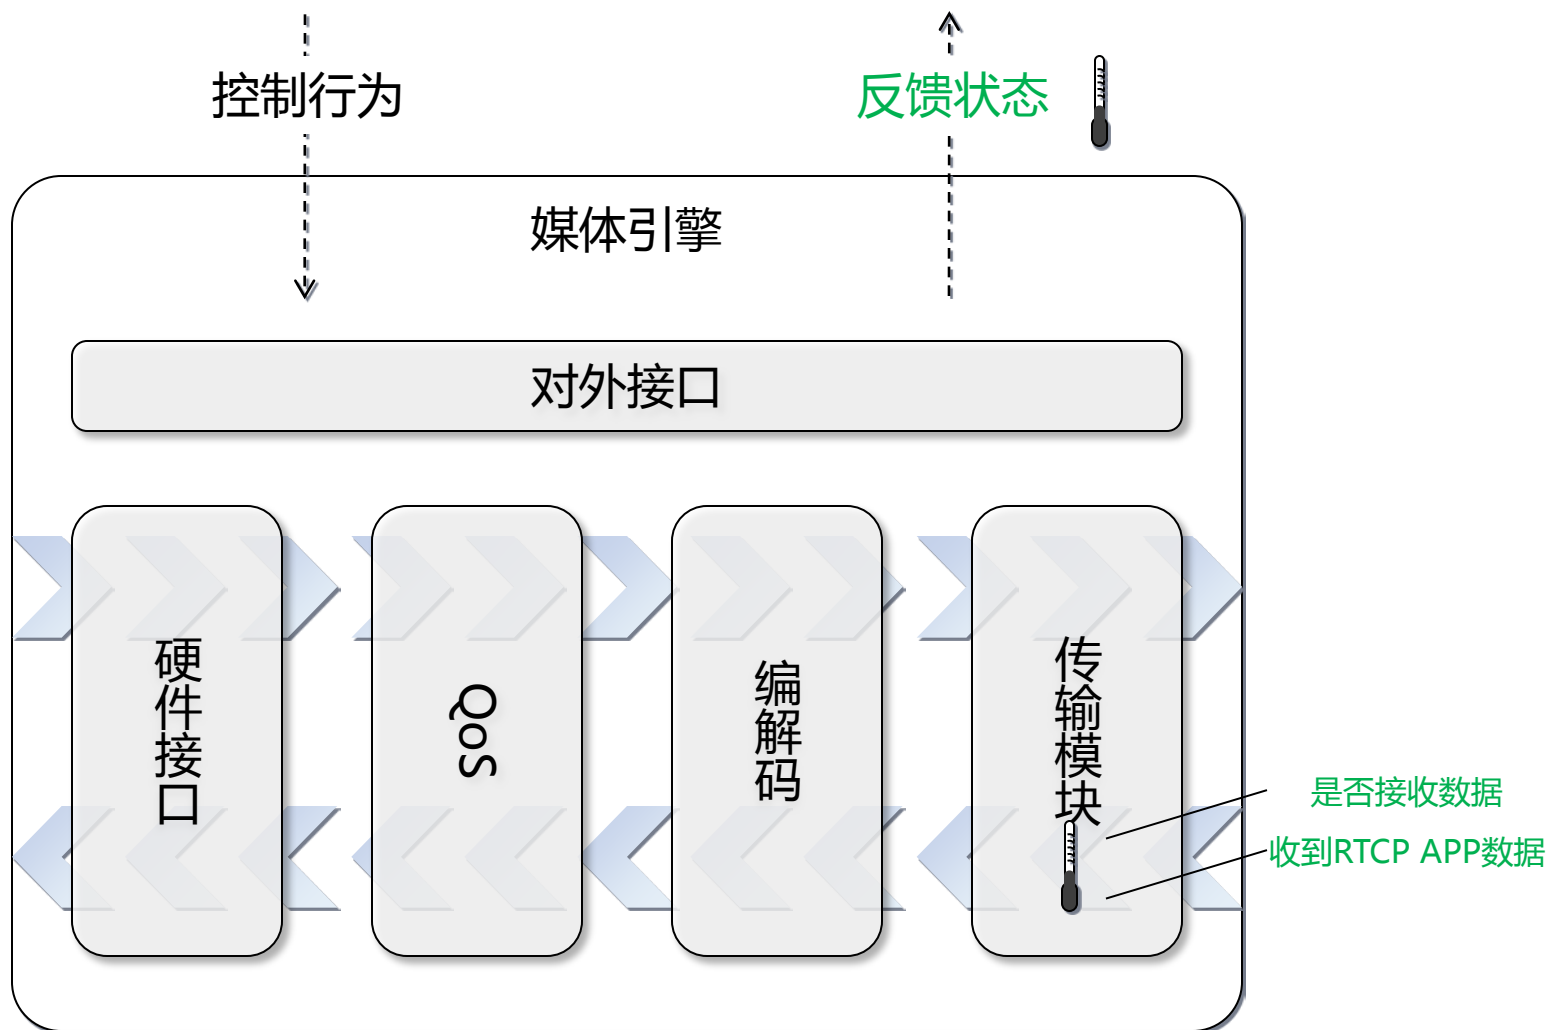 控制行为
反馈状态
媒体引擎
对外接口
硬件接口
QoS
编解码
传输模块
是否接收数据
收到RTCP APP数据